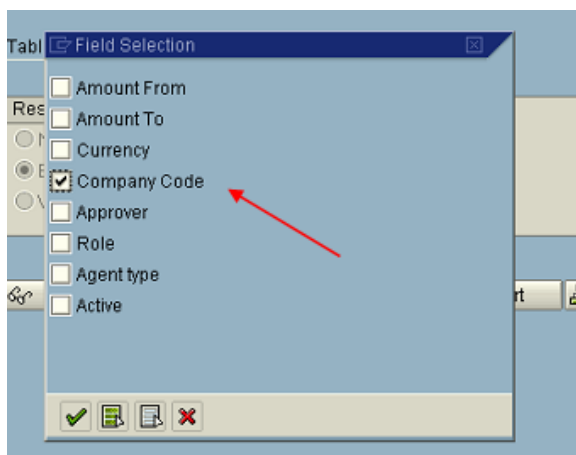 Tabl
Field Selection
Amount From
Res
Amount To
Currency
Company Code
Approver
Role
Agent type
Active
rt